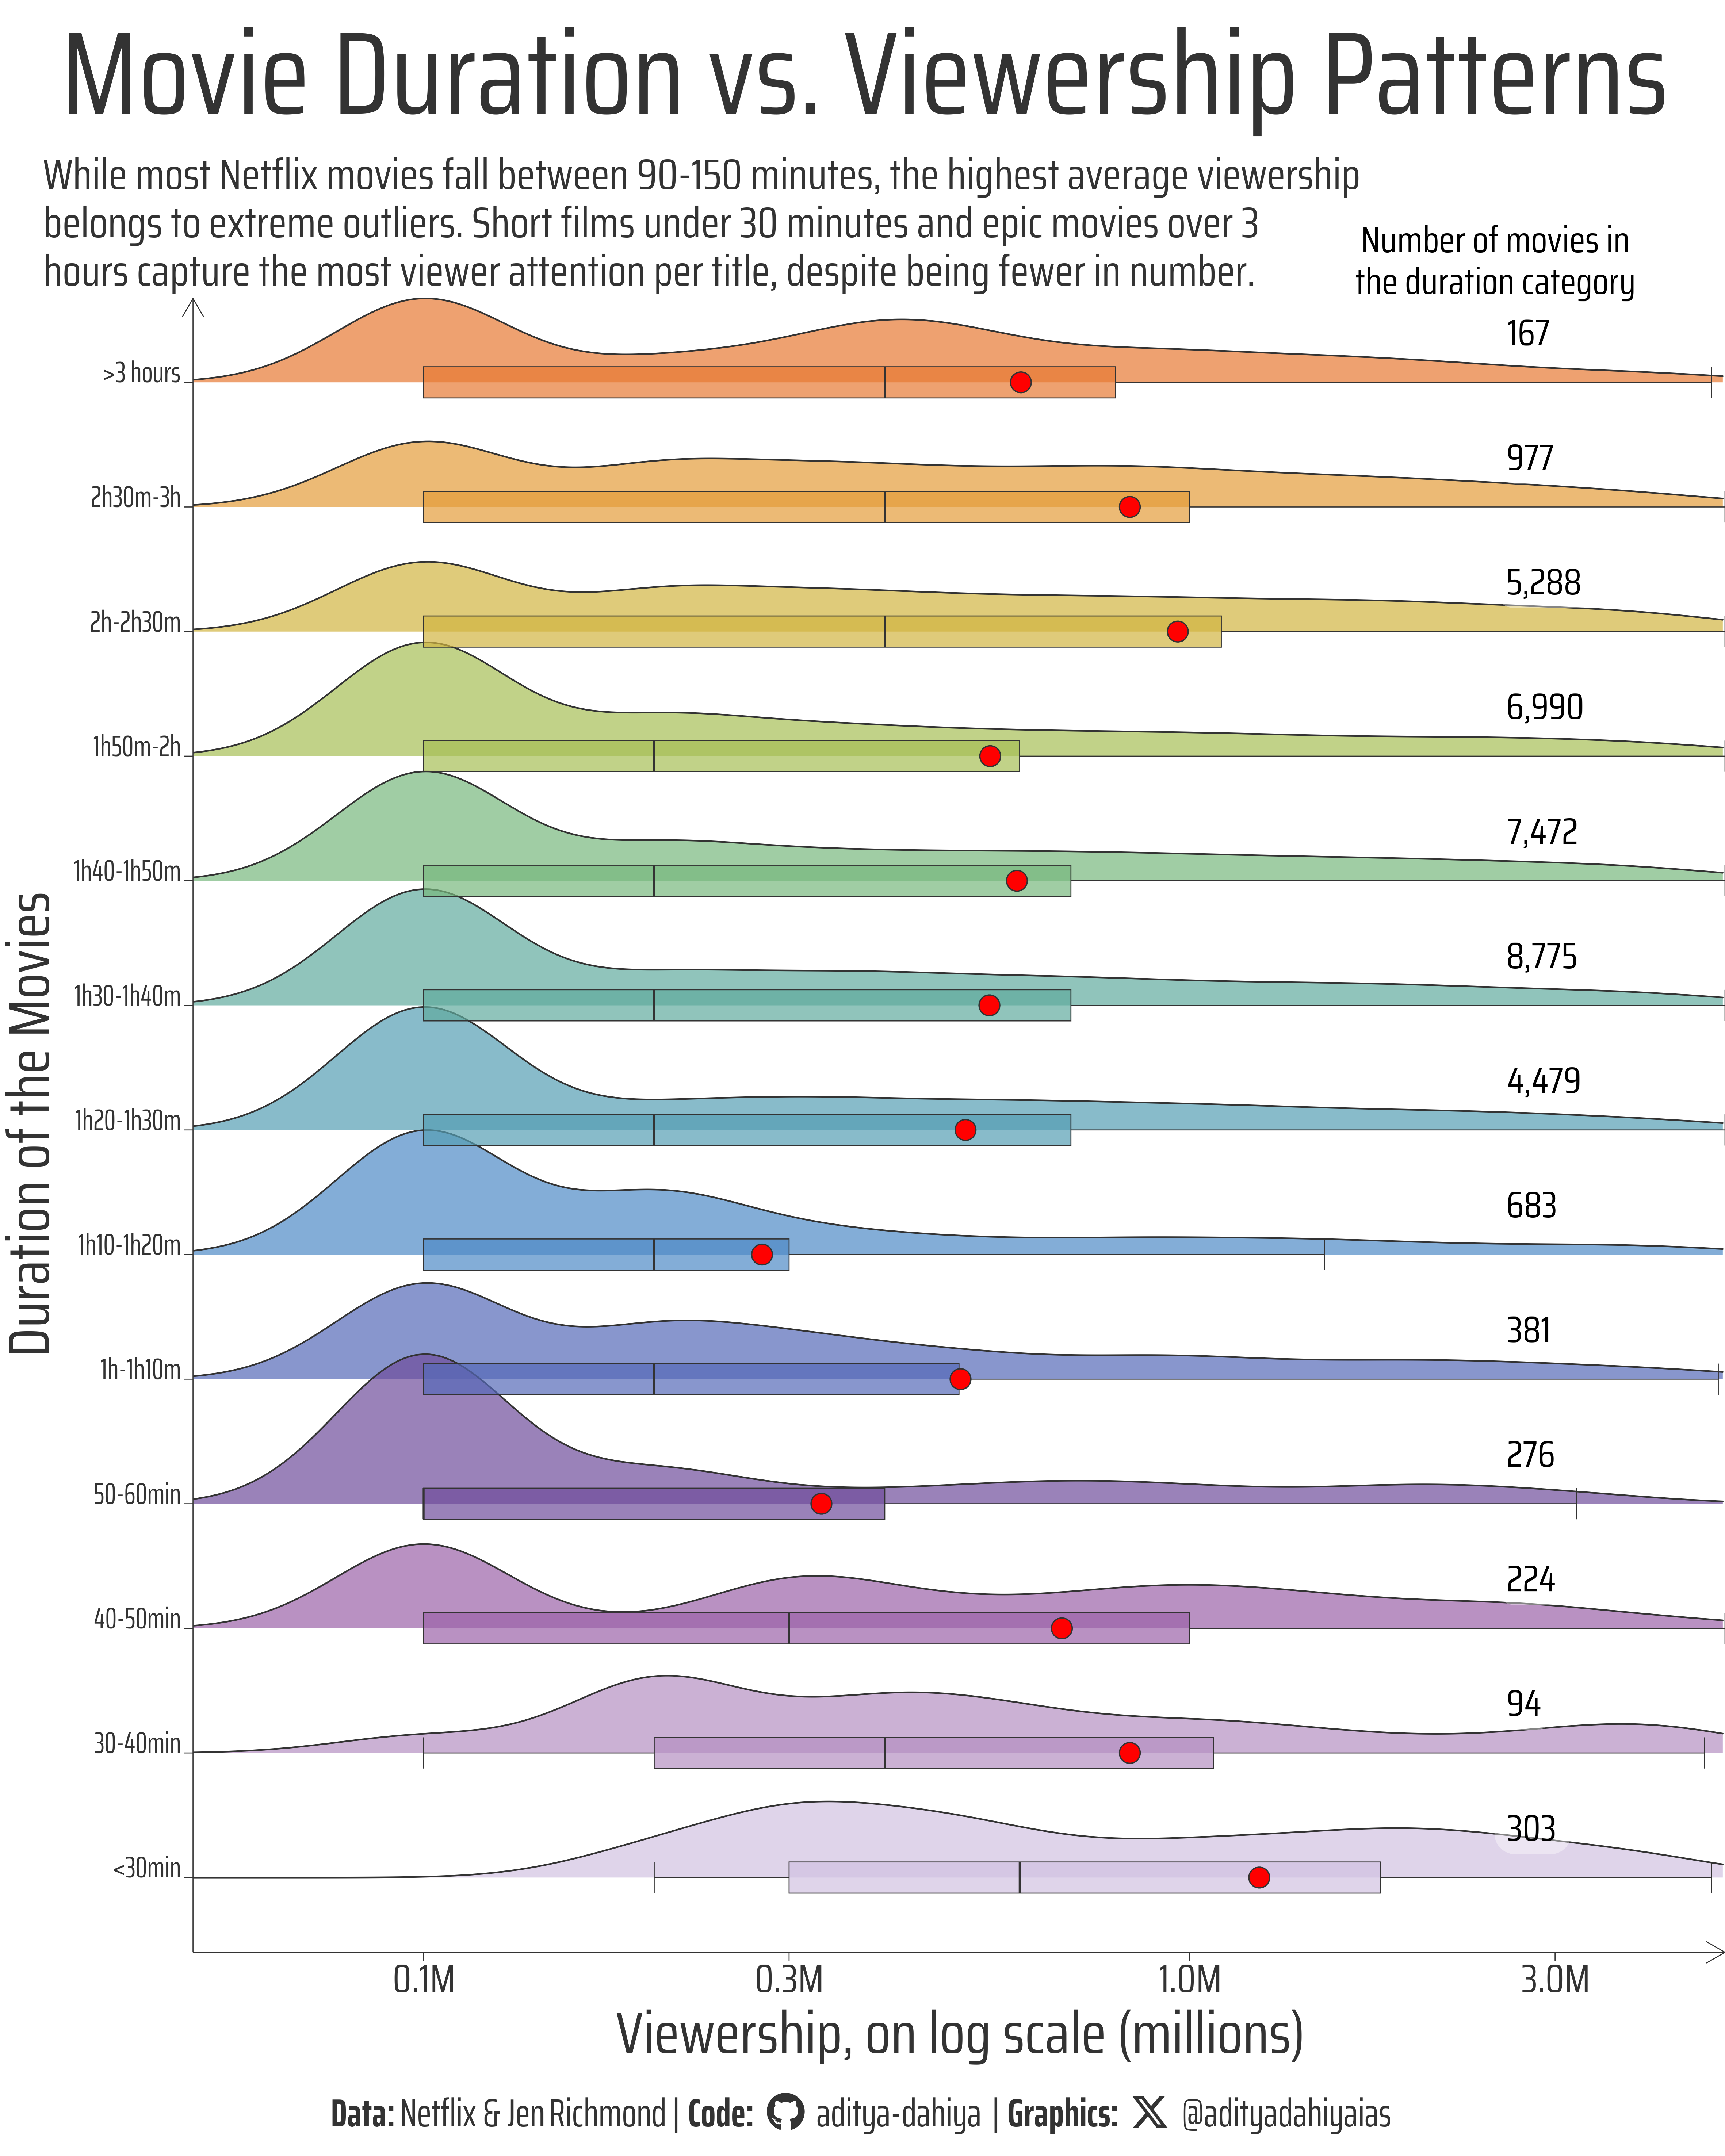 Movie Duration vs. Viewership Patterns
While most Netflix movies fall between 90-150 minutes, the highest average viewership
belongs to extreme outliers. Short films under 30 minutes and epic movies over 3
hours capture the most viewer attention per title, despite being fewer in number.
Number of movies in
the duration category
>3 hours 167
2h30m-3h 977
2h-2h30m 5,288
1h50m-2h 6,990
1h40-1h50m 7,472
1h30-1h40m 8,775
1h20-1h30m 4,479
1h10-1h20m 683
1h-1h10m 381
50-60min 276
40-50min 224
30-40min 94
<30min 303
Duration of the Movies
0.1M 0.3M 1.0M 3.0M
Viewership, on log scale (millions)
Data: Netflix & Jen Richmond | Code: aditya-dahiya | Graphics: @adityadahiyaias